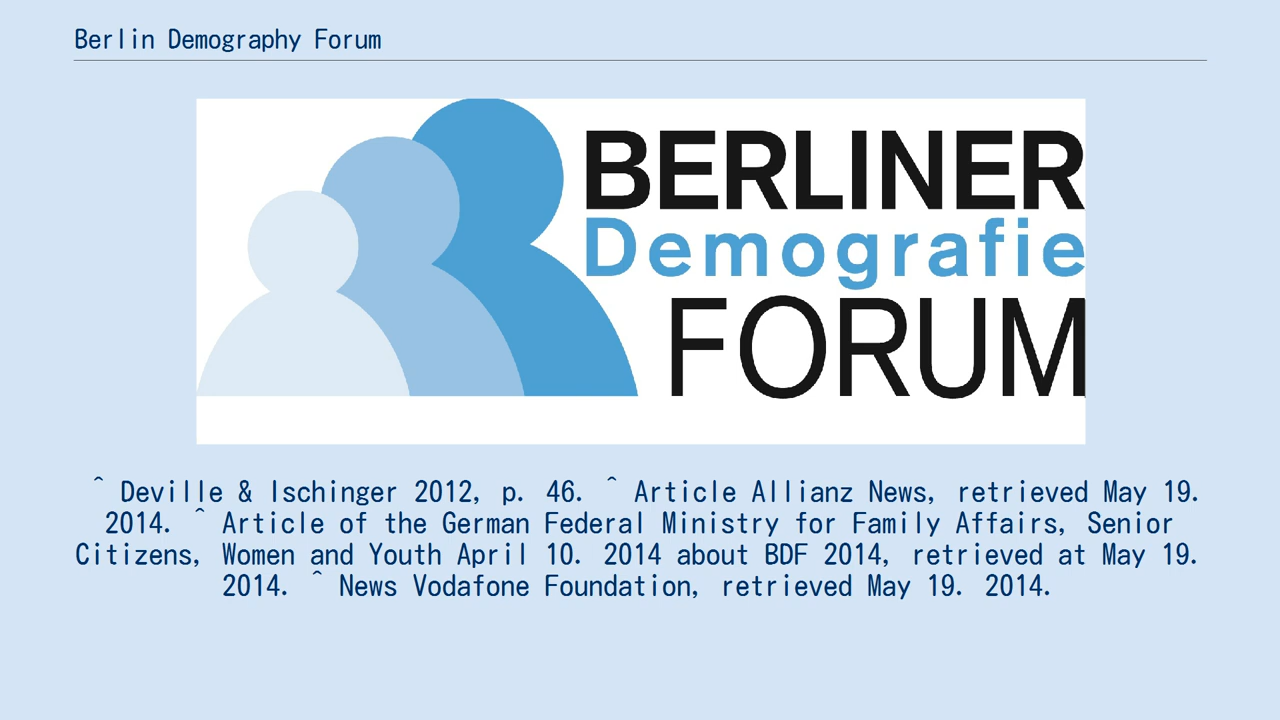 Berlin Demography Forum
BERLINER
Demografie
FORUM
^ Deville & Ischinger 2012, p. 46. ^ Article Allianz News, retrieved May 19.
2014. ^ Article of the German Federal Ministry for Family Affairs, Senior
Citizens, Women and Youth April 10. 2014 about BDF 2014, retrieved at May 19.
2014. ^ News Vodafone Foundation, retrieved May 19. 2014.